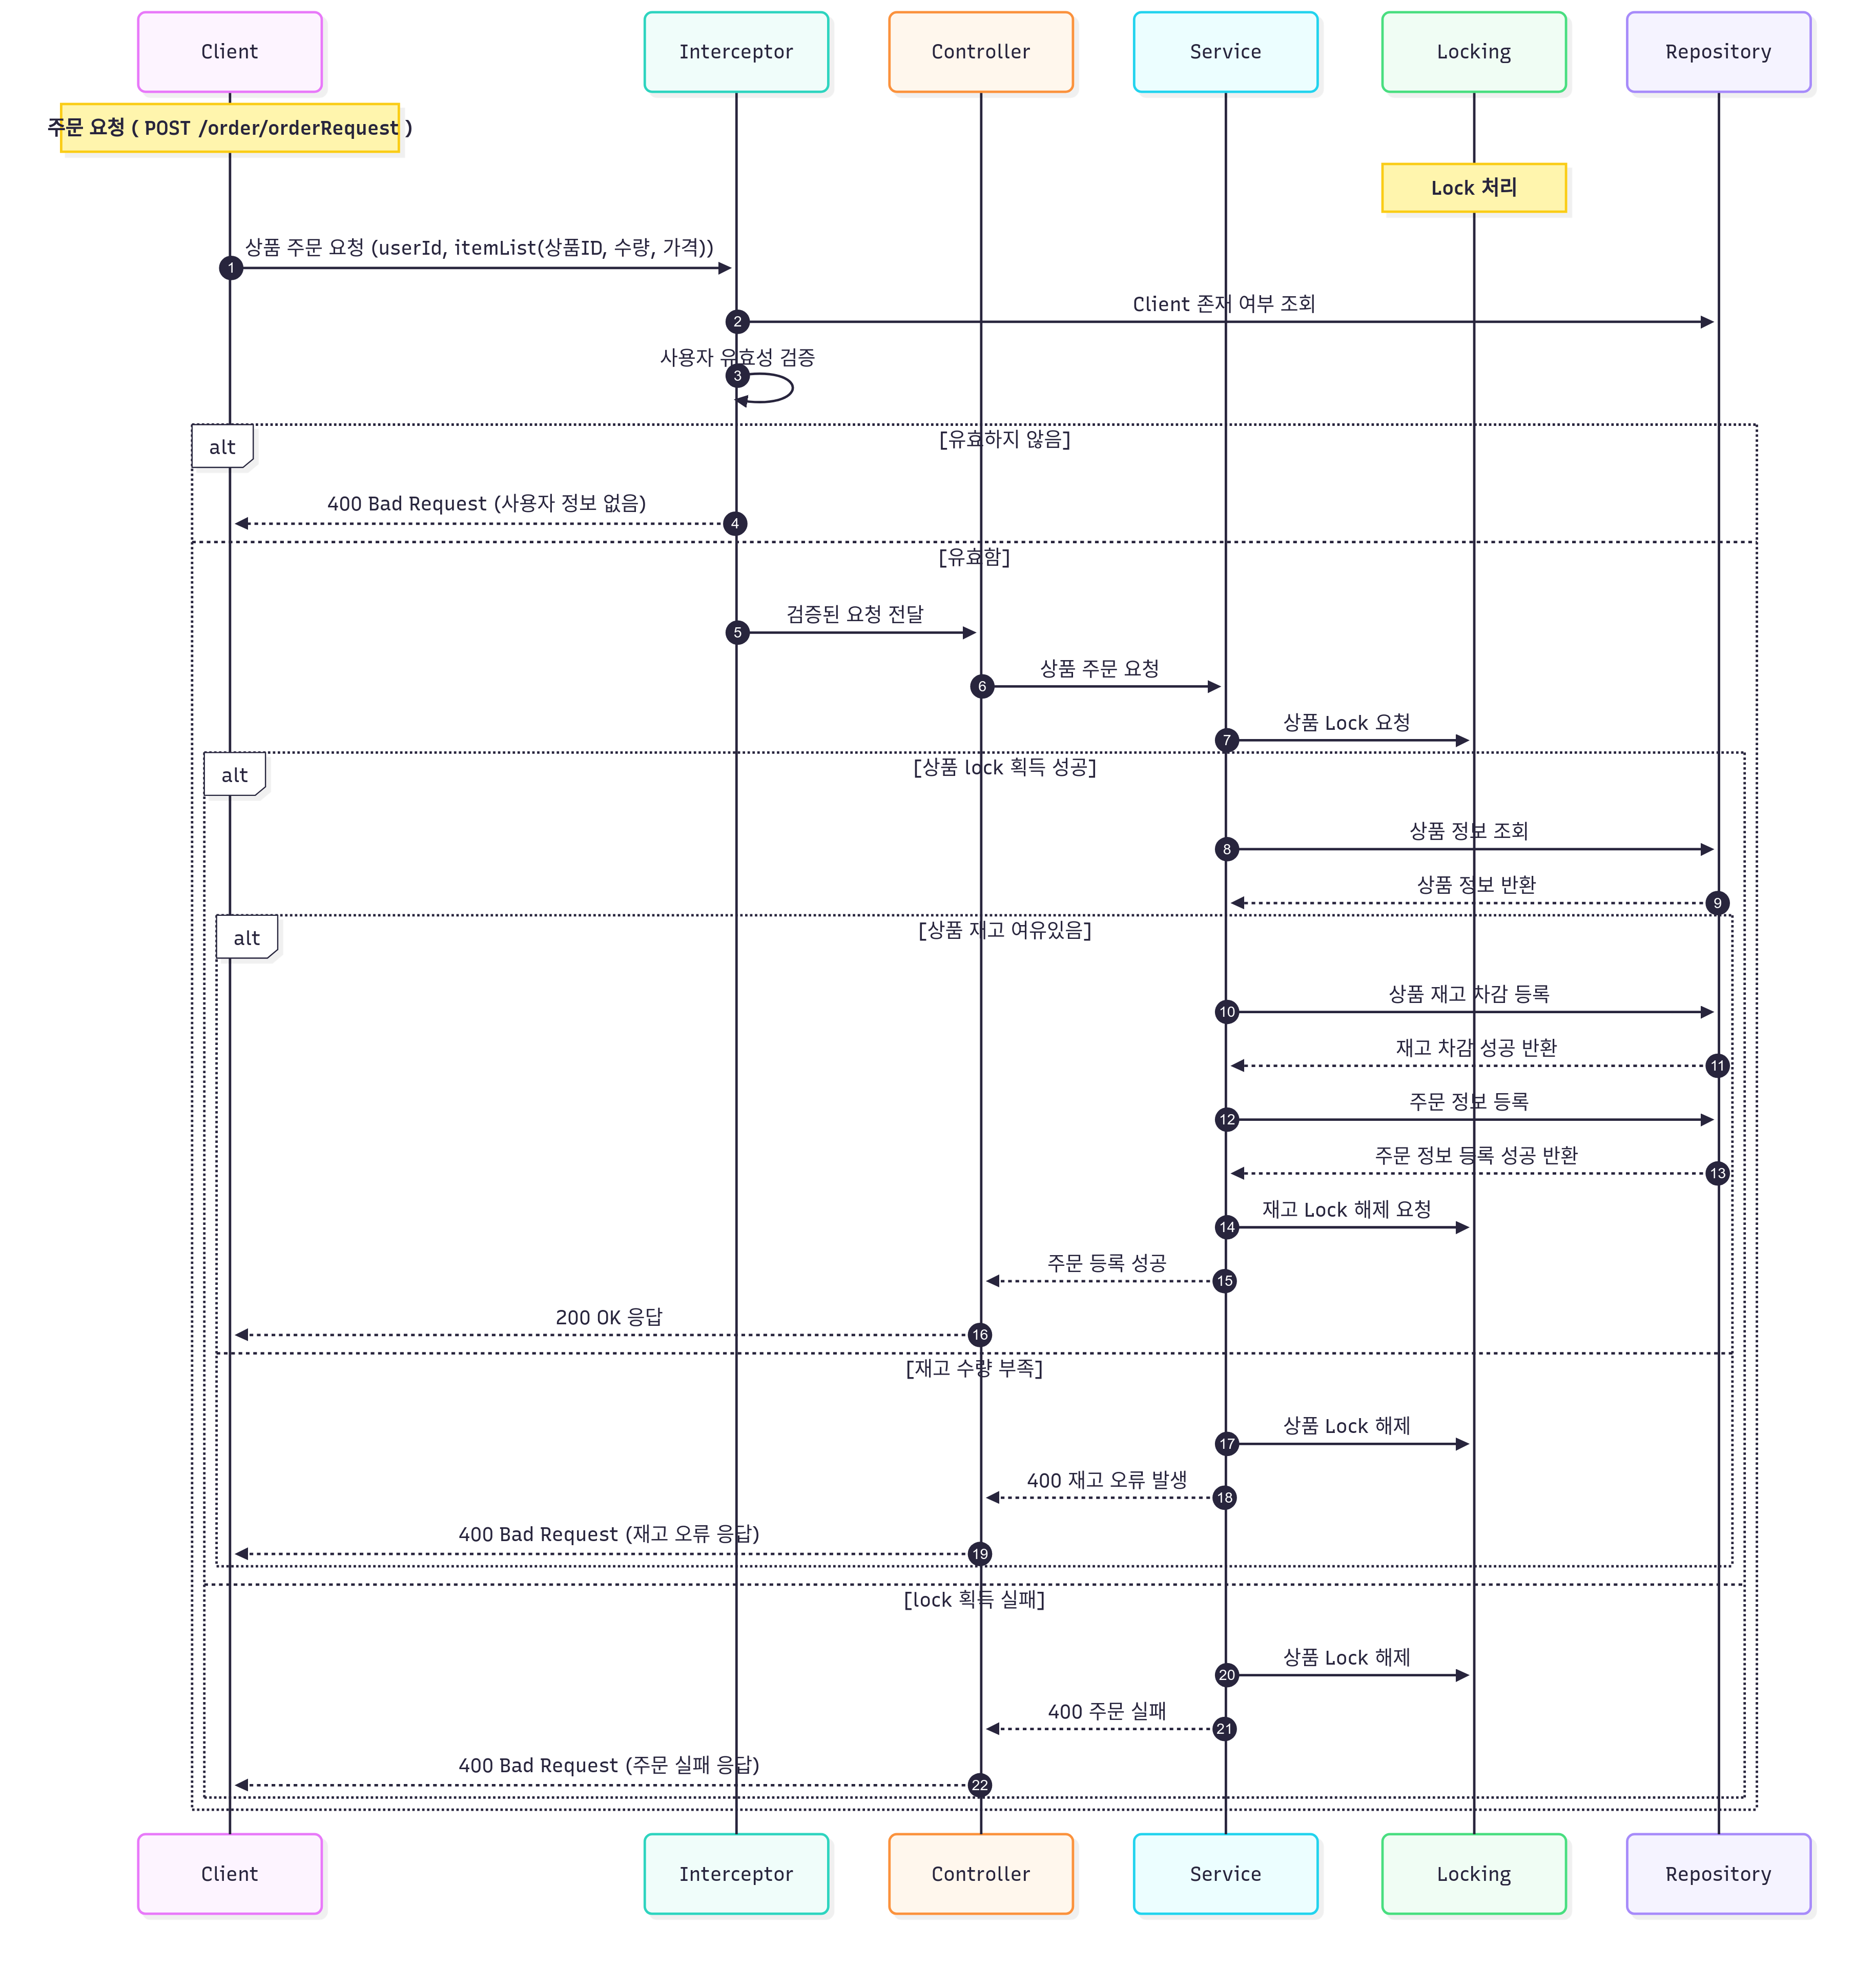 Client
Interceptor
Controller
Service
Locking
Repository
주문 요청 ( POST /order/orderRequest )
Lock 처리
상품 주문 요청 (userId, itemList(상품ID, 수량, 가격))
1
Client 존재 여부 조회
2
사용자 유효성 검증
3
alt
[유효하지 않음]
400 Bad Request (사용자 정보 없음)
4
[유효함]
검증된 요청 전달
5
상품 주문 요청
6
상품 Lock 요청
7
alt
[상품 lock 획득 성공]
상품 정보 조회
8
상품 정보 반환
9
alt
[상품 재고 여유있음]
상품 재고 차감 등록
10
재고 차감 성공 반환
11
주문 정보 등록
12
주문 정보 등록 성공 반환
13
재고 Lock 해제 요청
14
주문 등록 성공
15
200 OK 응답
16
[재고 수량 부족]
상품 Lock 해제
17
400 재고 오류 발생
18
400 Bad Request (재고 오류 응답)
19
[lock 획득 실패]
상품 Lock 해제
20
400 주문 실패
21
400 Bad Request (주문 실패 응답)
22
Client
Interceptor
Controller
Service
Locking
Repository